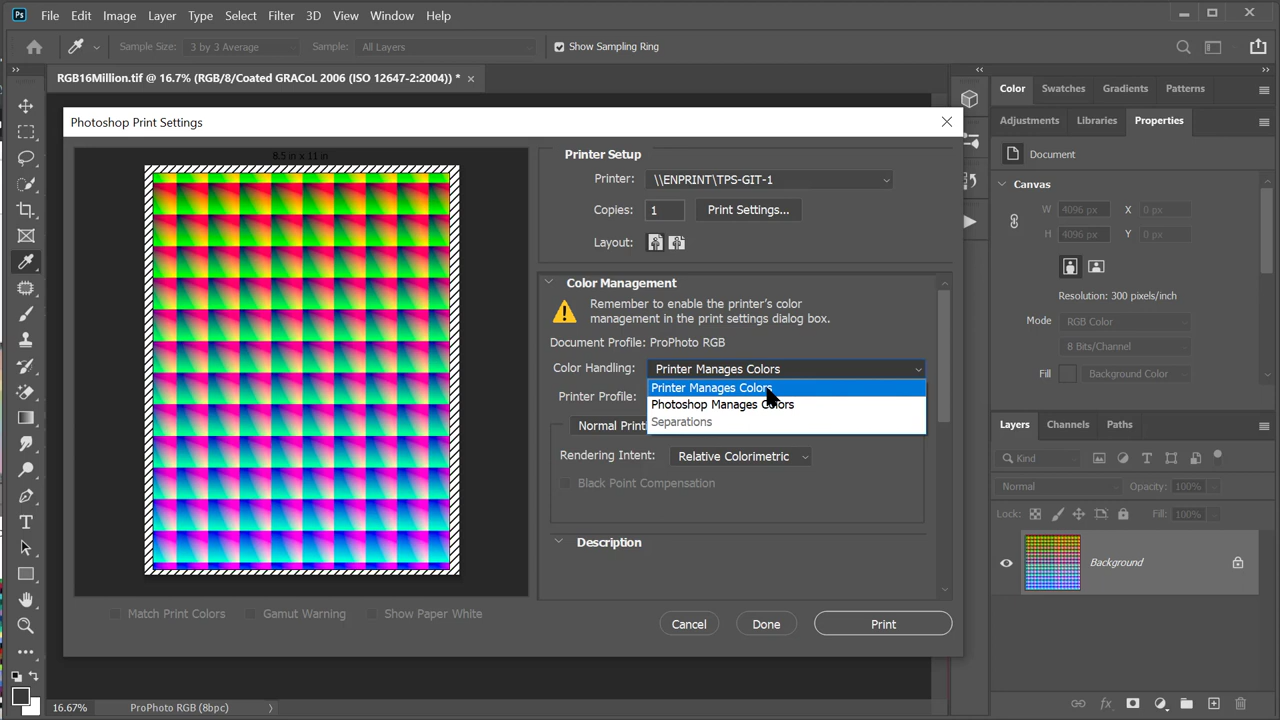 Ps File Edit Image Layer Type Select Filter 3D View Window Help
Sample Size: 3 by 3 Average Sample: All Layers Show Sampling Ring
RGB16Million.tif @ 16.7% (RGB/8/Coated GRACoL 2006 (ISO 12647-2:2004)) *
Color Swatches Gradients Patterns
Adjustments Libraries Properties
Document
Canvas
W 4096 px X 0 px
H 4096 px Y 0 px
Resolution: 300 pixels/inch
Mode RGB Color
8 Bits/Channel
Fill Background Color
Layers Channels Paths
Kind
Normal Opacity: 100%
Lock: Fill: 100%
Background
Photoshop Print Settings
8.5 in x 11 in
Printer Setup
Printer: \\ENPRINT\TPS-GIT-1
Copies: 1 Print Settings...
Layout:
Color Management
Remember to enable the printer's color
management in the print settings dialog box.
Document Profile: ProPhoto RGB
Color Handling: Printer Manages Colors
Printer Manages Colors
Printer Profile: Photoshop Manages Colors
Separations
Normal Print
Rendering Intent: Relative Colorimetric
Black Point Compensation
Description
Match Print Colors Gamut Warning Show Paper White
Cancel Done Print
16.67% ProPhoto RGB (8bpc)